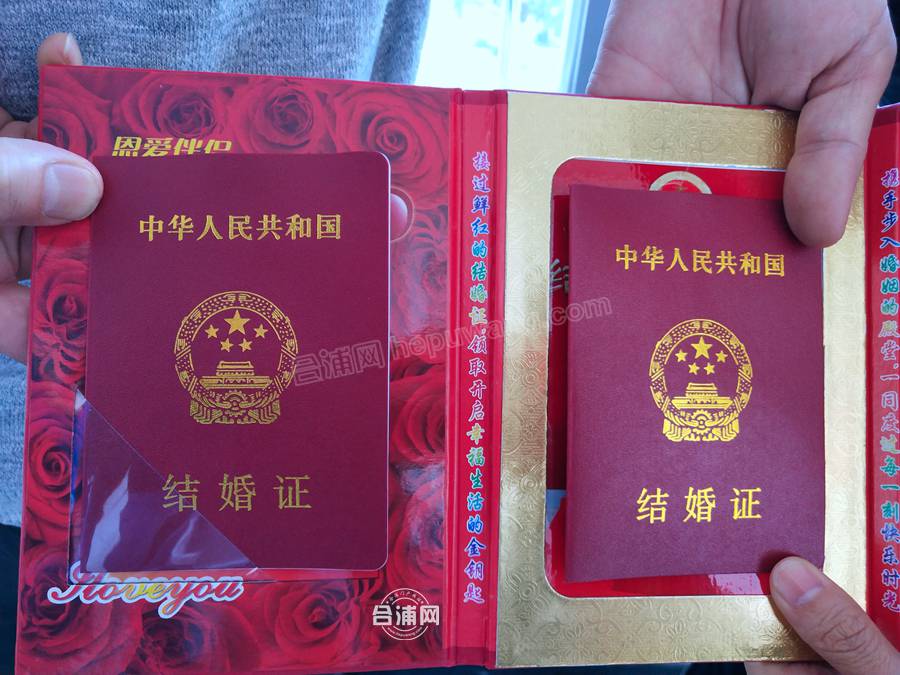 恩爱伴侣
中华人民共和国
结婚证
Iloveyou
接过鲜红的结婚证,领取开启幸福生活的金钥匙
中华人民共和国
结婚证
携手步入婚姻的殿堂,一同度过每一刻快乐时光
合浦网 hepuwang.com
合浦网